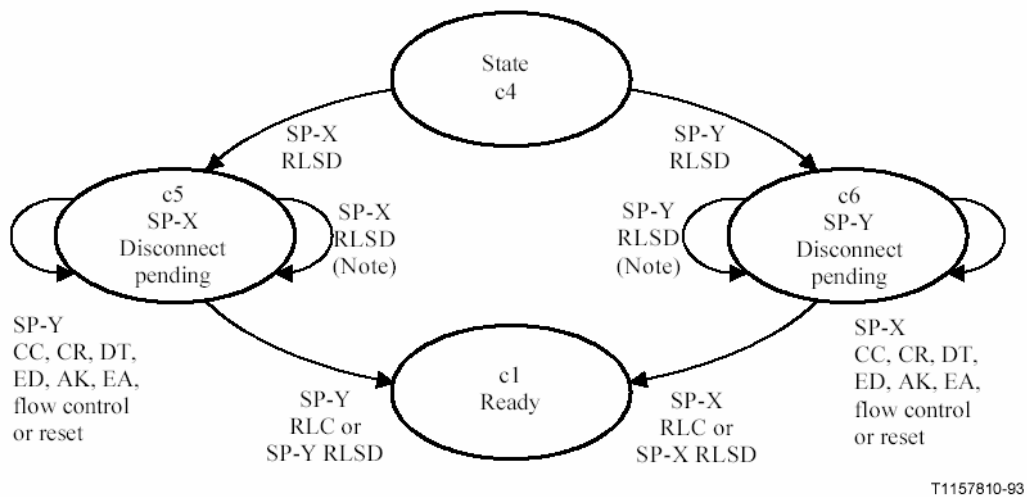 State
c4
SP-X
RLSD
SP-Y
RLSD
c5
SP-X
Disconnect
pending
SP-X
RLSD
(Note)
SP-Y
RLSD
(Note)
c6
SP-Y
Disconnect
pending
SP-Y
CC, CR, DT,
ED, AK, EA,
flow control
or reset
SP-X
CC, CR, DT,
ED, AK, EA,
flow control
or reset
c1
Ready
SP-Y
RLC or
SP-Y RLSD
SP-X
RLC or
SP-X RLSD
T1157810-93